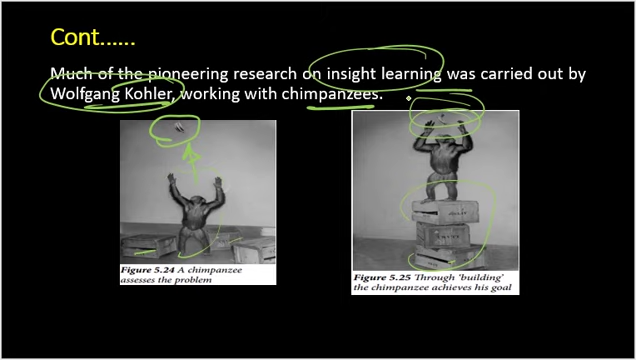 Cont......
Much of the pioneering research on insight learning was carried out by
Wolfgang Kohler, working with chimpanzees.
Figure 5.24 A chimpanzee
assesses the problem
Figure 5.25 Through ‘building’
the chimpanzee achieves his goal